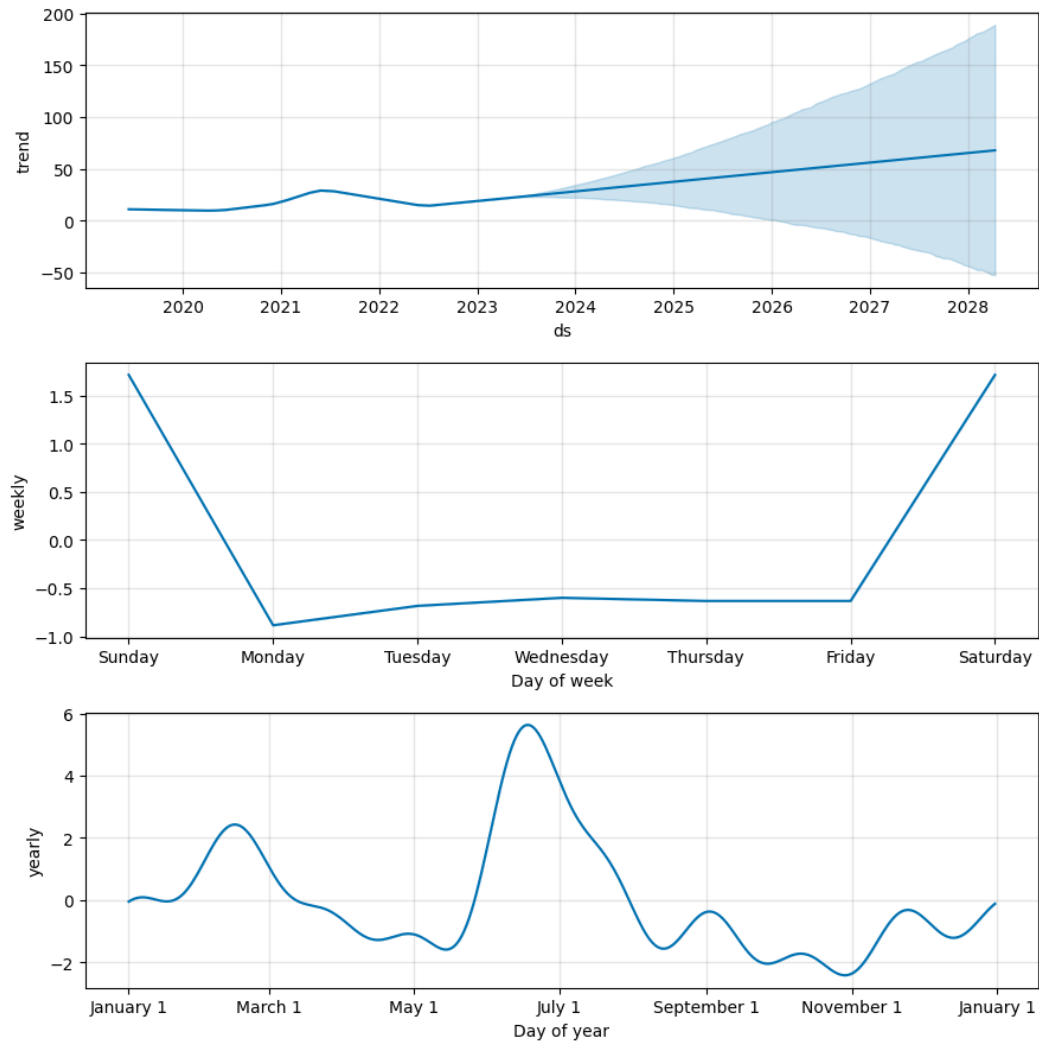 200
150
100
50
0
−50
trend
2020 2021 2022 2023 2024 2025 2026 2027 2028
ds
1.5
1.0
0.5
0.0
−0.5
−1.0
weekly
Sunday Monday Tuesday Wednesday Thursday Friday Saturday
Day of week
6
4
2
0
−2
yearly
January 1 March 1 May 1 July 1 September 1 November 1 January 1
Day of year